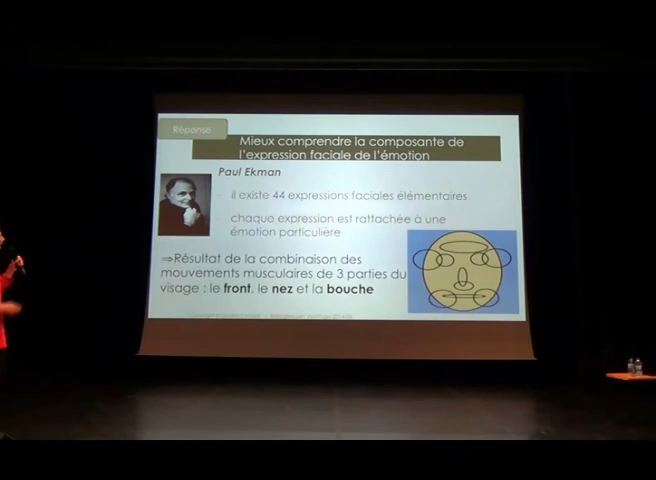 Réponse
Mieux comprendre la composante de
l'expression faciale de l'émotion
Paul Ekman
- il existe 44 expressions faciales élémentaires
- chaque expression est rattachée à une
émotion particulière
⇒Résultat de la combinaison des
mouvements musculaires de 3 parties du
visage : le front, le nez et la bouche